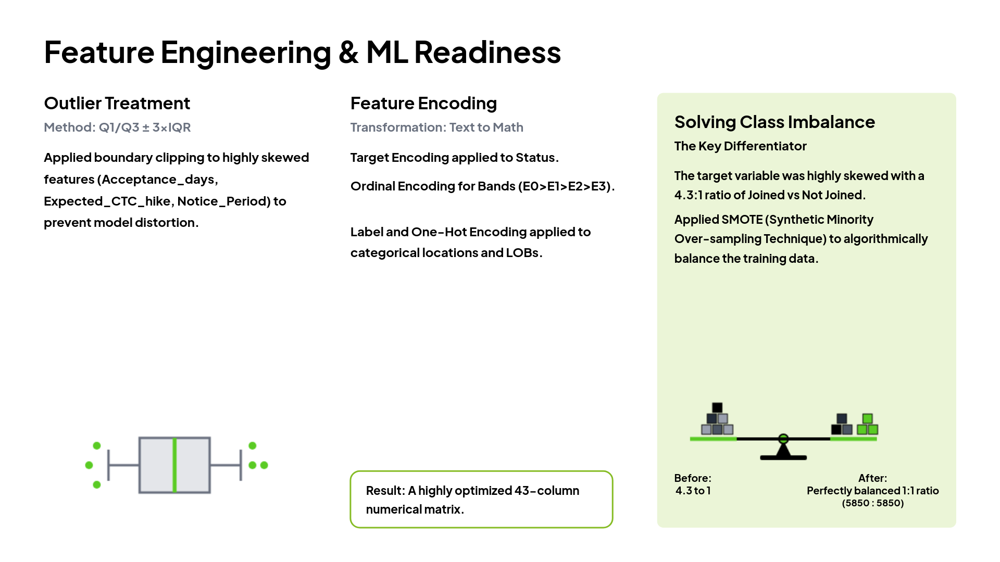 Feature Engineering & ML Readiness
Outlier Treatment
Method: Q1/Q3 ± 3×IQR
Applied boundary clipping to highly skewed
features (Acceptance_days,
Expected_CTC_hike, Notice_Period) to
prevent model distortion.
Feature Encoding
Transformation: Text to Math
Target Encoding applied to Status.
Ordinal Encoding for Bands (E0>E1>E2>E3).
Label and One-Hot Encoding applied to
categorical locations and LOBs.
Result: A highly optimized 43-column
numerical matrix.
Solving Class Imbalance
The Key Differentiator
The target variable was highly skewed with a
4.3:1 ratio of Joined vs Not Joined.
Applied SMOTE (Synthetic Minority
Over-sampling Technique) to algorithmically
balance the training data.
Before:
4.3 to 1
After:
Perfectly balanced 1:1 ratio
(5850 : 5850)